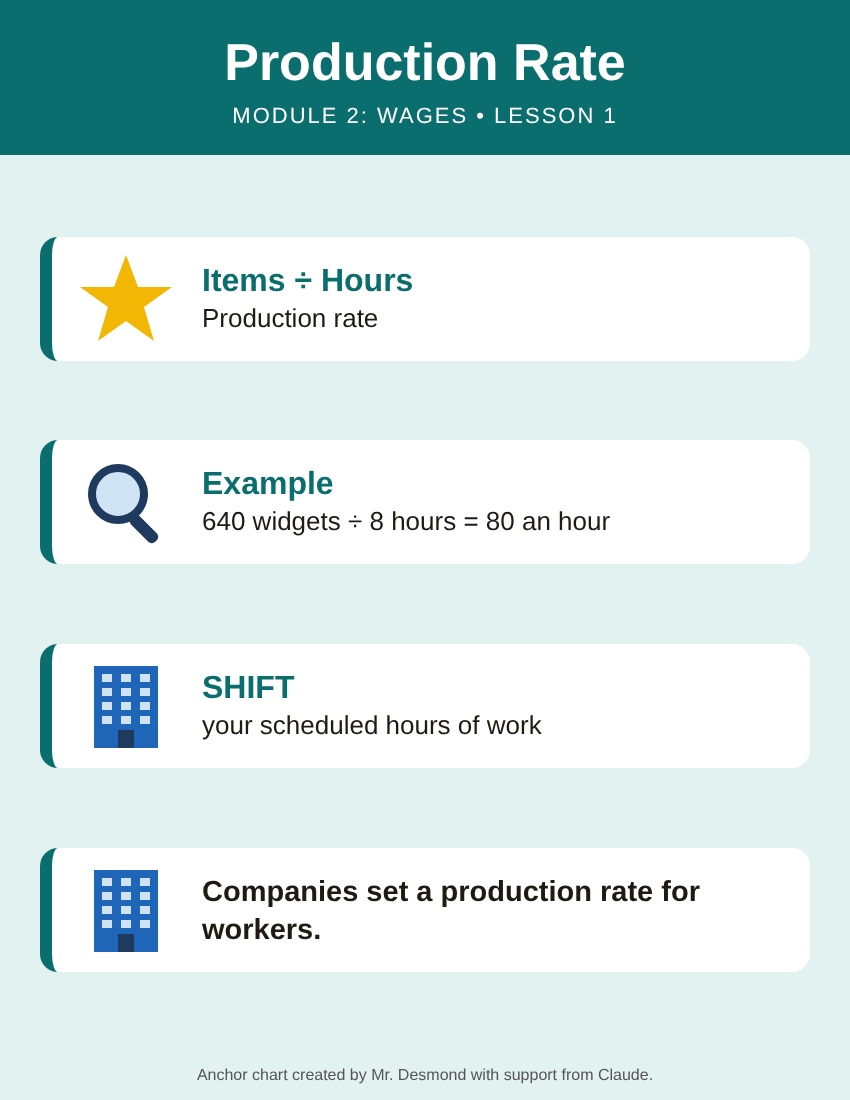 Production Rate
MODULE 2: WAGES • LESSON 1
Items ÷ Hours
Production rate
Example
640 widgets ÷ 8 hours = 80 an hour
SHIFT
your scheduled hours of work
Companies set a production rate for
workers.
Anchor chart created by Mr. Desmond with support from Claude.